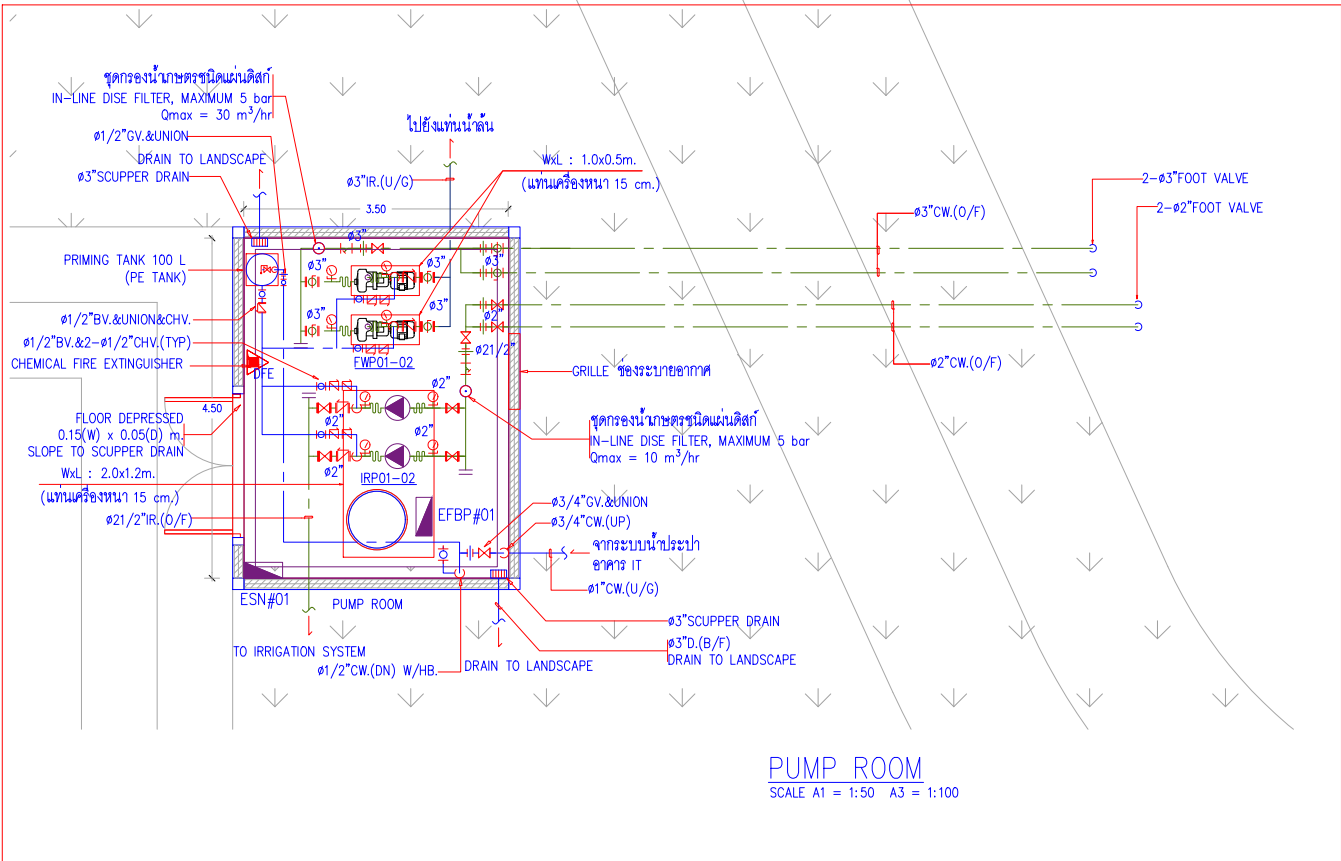 ชุดกรองน้ำเกษตรชนิดแผ่นดิสก์
IN-LINE DISE FILTER, MAXIMUM 5 bar
Qmax = 30 m³/hr
ø1/2"GV.&UNION
DRAIN TO LANDSCAPE
ø3"SCUPPER DRAIN
ไปยังแท่นน้ำล้น
ø3"IR.(U/G)
WxL : 1.0x0.5m.
(แท่นเครื่องหนา 15 cm.)
3.50
2-ø3"FOOT VALVE
2-ø2"FOOT VALVE
ø3"CW.(O/F)
ø2"CW.(O/F)
PRIMING TANK 100 L
(PE TANK)
ø3"
ø3"
ø3"
ø3"
ø3"
ø3"
ø2"
ø1/2"BV.&UNION&CHV.
ø1/2"BV.&2-ø1/2"CHV.(TYP)
CHEMICAL FIRE EXTINGUISHER
DFE
FWP01-02
ø21/2"
GRILLE ช่องระบายอากาศ
4.50
FLOOR DEPRESSED
0.15(W) x 0.05(D) m.
SLOPE TO SCUPPER DRAIN
ø2"
ø2"
ø2"
ø2"
ชุดกรองน้ำเกษตรชนิดแผ่นดิสก์
IN-LINE DISE FILTER, MAXIMUM 5 bar
Qmax = 10 m³/hr
WxL : 2.0x1.2m.
(แท่นเครื่องหนา 15 cm.)
IRP01-02
ø21/2"IR.(O/F)
EFBP#01
ø3/4"GV.&UNION
ø3/4"CW.(UP)
จากระบบน้ำประปา
อาคาร IT
ø1"CW.(U/G)
ESN#01
PUMP ROOM
ø3"SCUPPER DRAIN
ø3"D.(B/F)
DRAIN TO LANDSCAPE
TO IRRIGATION SYSTEM
ø1/2"CW.(DN) W/HB.
DRAIN TO LANDSCAPE
PUMP ROOM
SCALE A1 = 1:50 A3 = 1:100